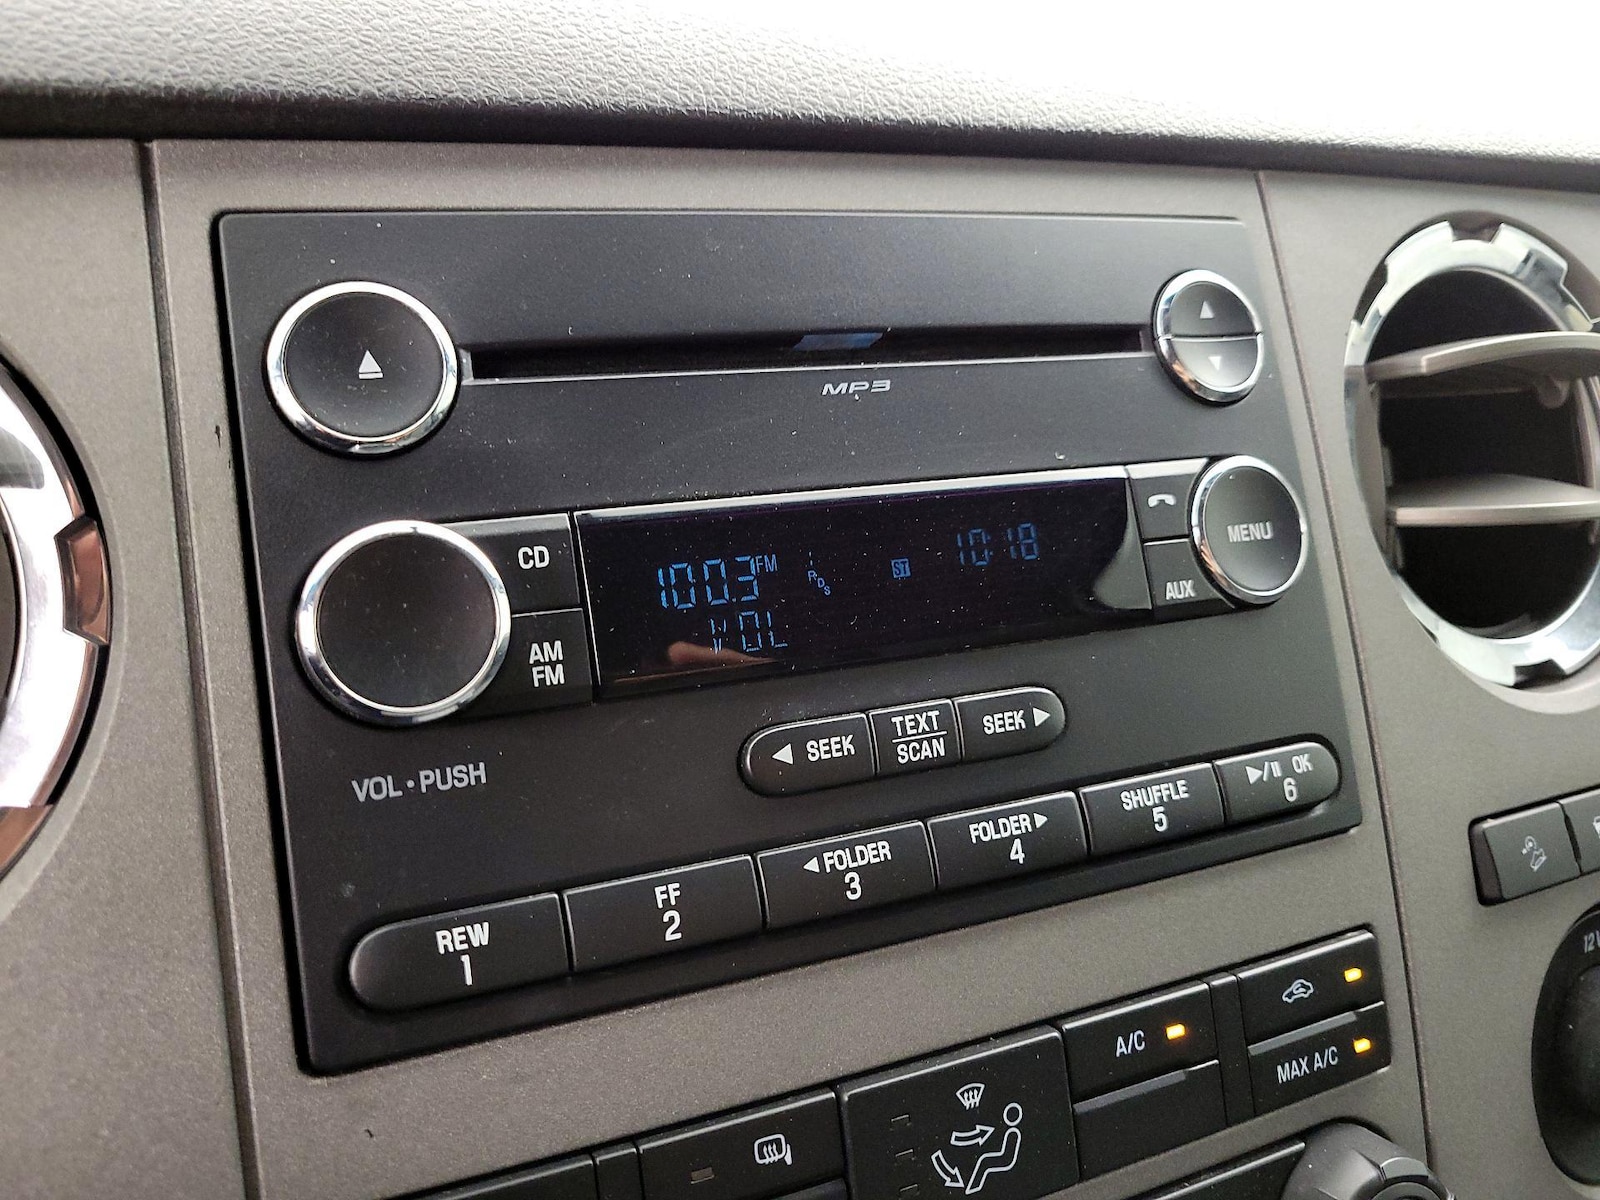 MP3
CD
AM
FM
100.3 FM RDS ST 10:18
VOL
MENU
AUX
VOL•PUSH
◄ SEEK
TEXT
SCAN
SEEK ►
REW
1
FF
2
◄FOLDER
3
FOLDER►
4
SHUFFLE
5
►/II OK
6
A/C
MAX A/C